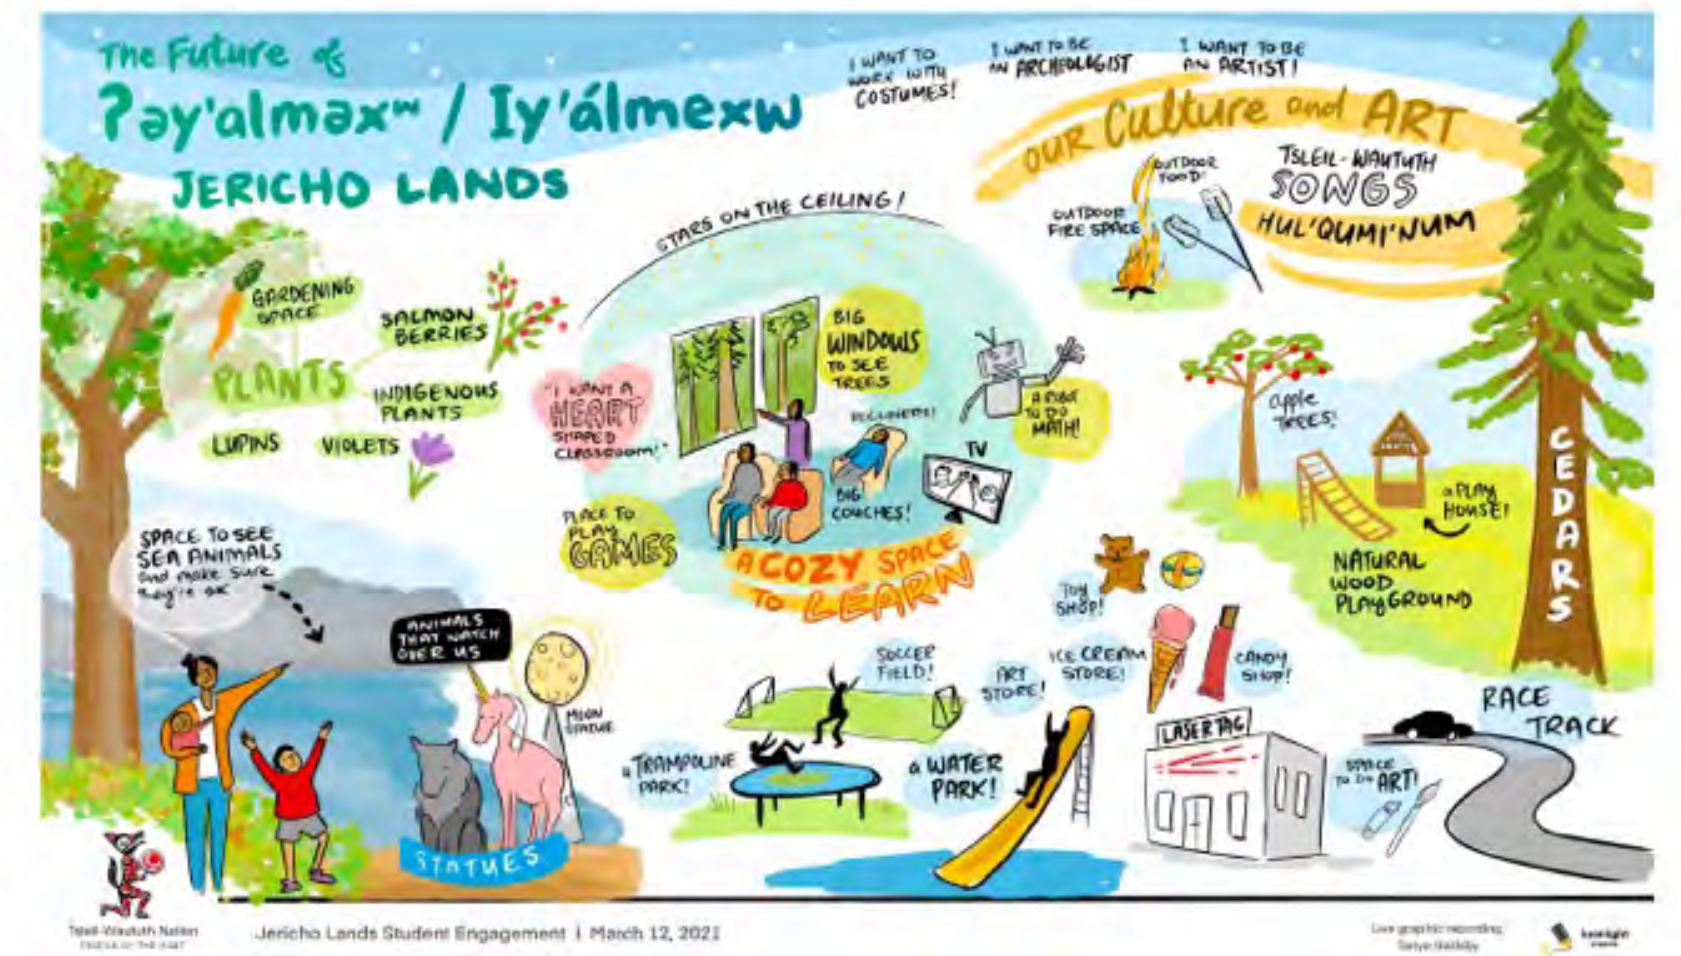 The Future of
ʔəy̓alməxʷ / Iy'álmexw
JERICHO LANDS
I WANT TO
WORK WITH
COSTUMES!
I WANT TO BE
AN ARCHEOLOGIST
I WANT TO BE
AN ARTIST!
OUR Culture and ART
OUTDOOR
FOOD!
OUTDOOR
FIRE SPACE
TSLEIL-WAUTUTH
SONGS
HUL'QUMI'NUM
STARS ON THE CEILING!
GARDENING
SPACE
SALMON
BERRIES
PLANTS
INDIGENOUS
PLANTS
LUPINS
VIOLETS
"I WANT A
HEART
SHAPED
CLASSROOM!"
BIG
WINDOWS
TO SEE
TREES
RECLINERS!
BIG
COUCHES!
A ROBOT
TO DO
MATH!
TV
PLACE TO
PLAY
GAMES
A COZY SPACE
TO LEARN
apple
TREES!
a PLAY
HOUSE!
NATURAL
WOOD
PLAYGROUND
CEDARS
SPACE TO SEE
SEA ANIMALS
and make sure
they're ok
ANIMALS
THAT WATCH
OVER US
MOON
STATUE
STATUES
SOCCER
FIELD!
a TRAMPOLINE
PARK!
a WATER
PARK!
TOY
SHOP!
ART
STORE!
ICE CREAM
STORE!
CANDY
SHOP!
LASER TAG
RACE
TRACK
SPACE
TO DO
ART!
Tsleil-Waututh Nation
Jericho Lands Student Engagement | March 12, 2021
Live graphic recording